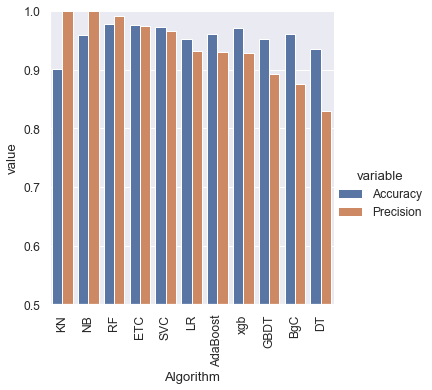 1.0
0.9
0.8
0.7
0.6
0.5
value
KN
NB
RF
ETC
SVC
LR
AdaBoost
xgb
GBDT
BgC
DT
Algorithm
variable
Accuracy
Precision